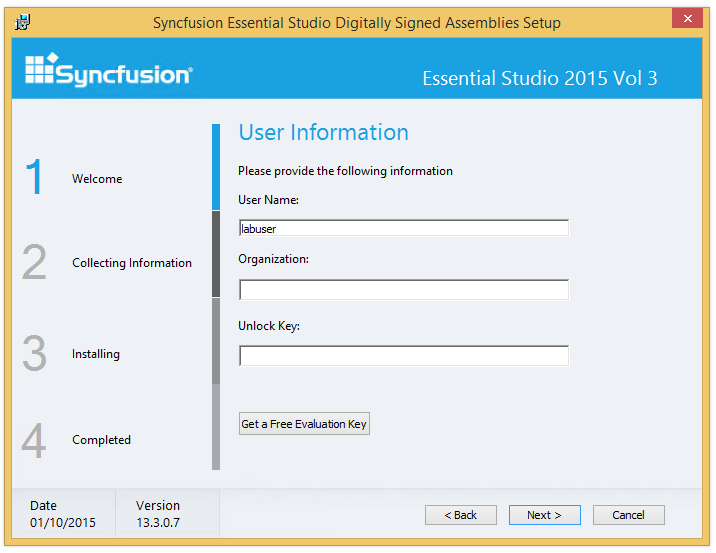 Syncfusion Essential Studio Digitally Signed Assemblies Setup
Syncfusion®
Essential Studio 2015 Vol 3
User Information
Please provide the following information
1 Welcome
User Name:
labuser
2 Collecting Information
Organization:
Unlock Key:
3 Installing
Get a Free Evaluation Key
4 Completed
Date
01/10/2015
Version
13.3.0.7
< Back
Next >
Cancel